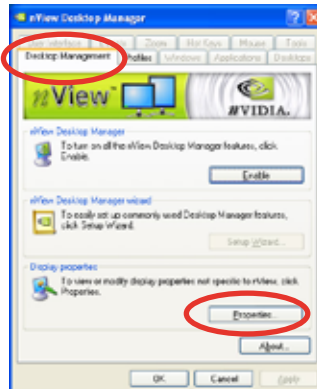 nView Desktop Manager
User Interface Effects Zoom Hot Keys Mouse Tools
Desktop Management Profiles Windows Applications Desktops
nView
NVIDIA.
nView Desktop Manager
To turn on all the nView Desktop Manager features, click
Enable.
Enable
nView Desktop Manager wizard
To easily set up commonly used Desktop Manager features,
click Setup Wizard.
Setup Wizard...
Display properties
To view or modify display properties not specific to nView, click
Properties.
Properties...
About...
OK Cancel Apply